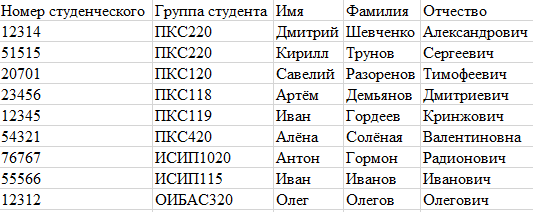 Номер студенческого Группа студента Имя Фамилия Отчество
12314 ПКС220 Дмитрий Шевченко Александрович
51515 ПКС220 Кирилл Трунов Сергеевич
20701 ПКС120 Савелий Разоренов Тимофеевич
23456 ПКС118 Артём Демьянов Дмитриевич
12345 ПКС119 Иван Гордеев Кринжович
54321 ПКС420 Алёна Солёная Валентиновна
76767 ИСИП1020 Антон Гормон Радионович
55566 ИСИП115 Иван Иванов Иванович
12312 ОИБАС320 Олег Олегов Олегович